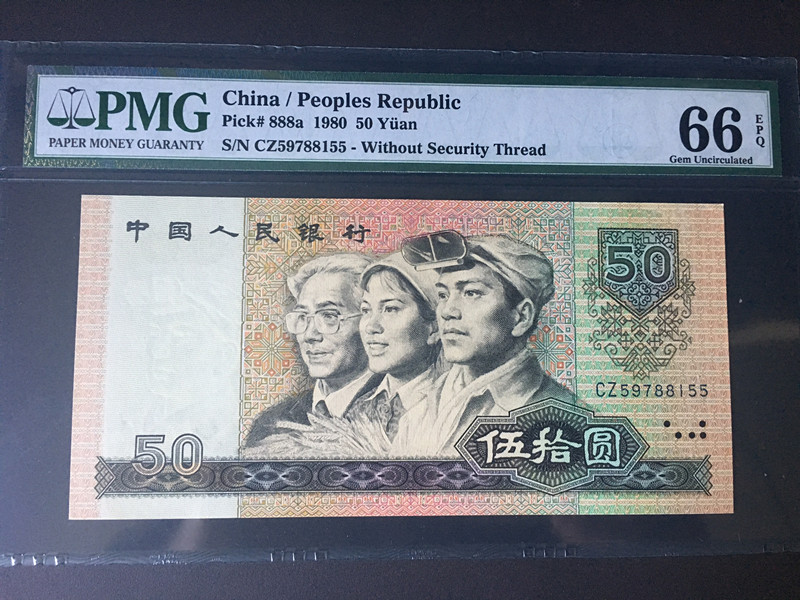 PMG
PAPER MONEY GUARANTY
China / Peoples Republic
Pick# 888a 1980 50 Yüan
S/N CZ59788155 - Without Security Thread
66 EPQ
Gem Uncirculated
中国人民银行
50
CZ59788155
50
伍拾圆